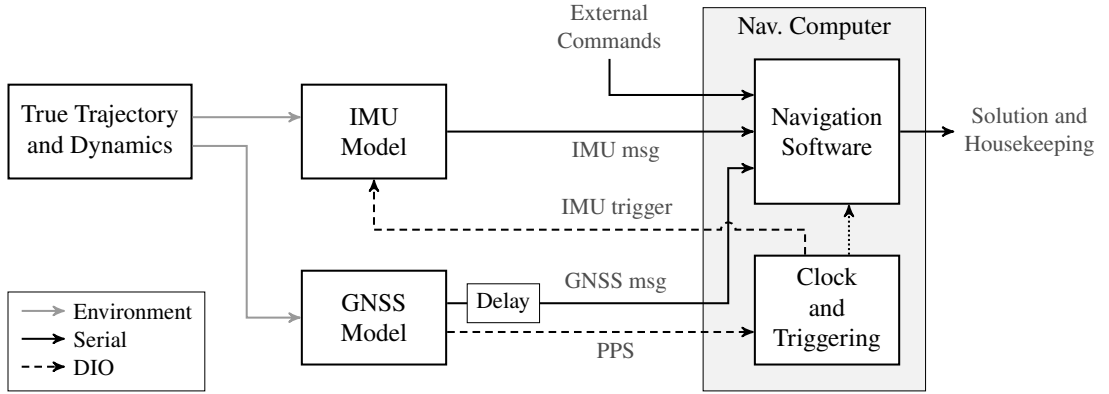 External
Commands
Nav. Computer
True Trajectory
and Dynamics
IMU
Model
IMU msg
Navigation
Software
Solution and
Housekeeping
IMU trigger
GNSS
Model
Delay
GNSS msg
PPS
Clock
and
Triggering
Environment
Serial
DIO